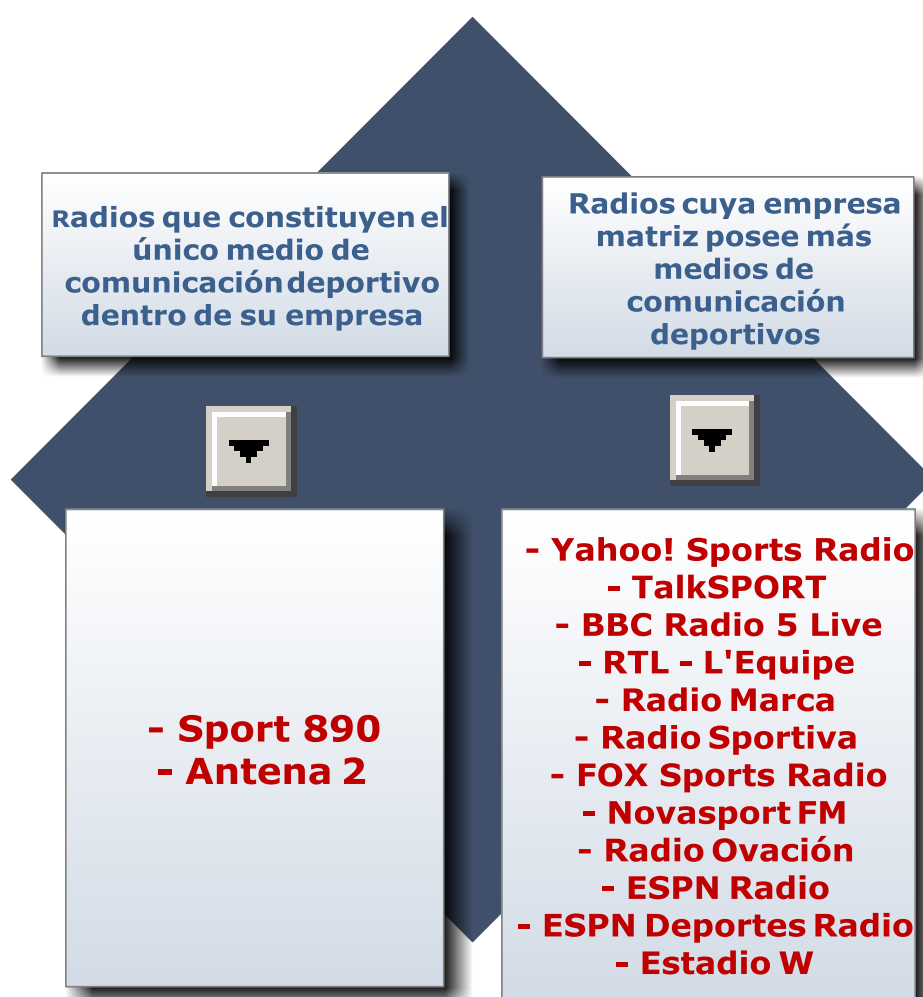 Radios que constituyen el
único medio de
comunicación deportivo
dentro de su empresa
Radios cuya empresa
matriz posee más
medios de
comunicación
deportivos
- Sport 890
- Antena 2
- Yahoo! Sports Radio
- TalkSPORT
- BBC Radio 5 Live
- RTL - L'Equipe
- Radio Marca
- Radio Sportiva
- FOX Sports Radio
- Novasport FM
- Radio Ovación
- ESPN Radio
- ESPN Deportes Radio
- Estadio W